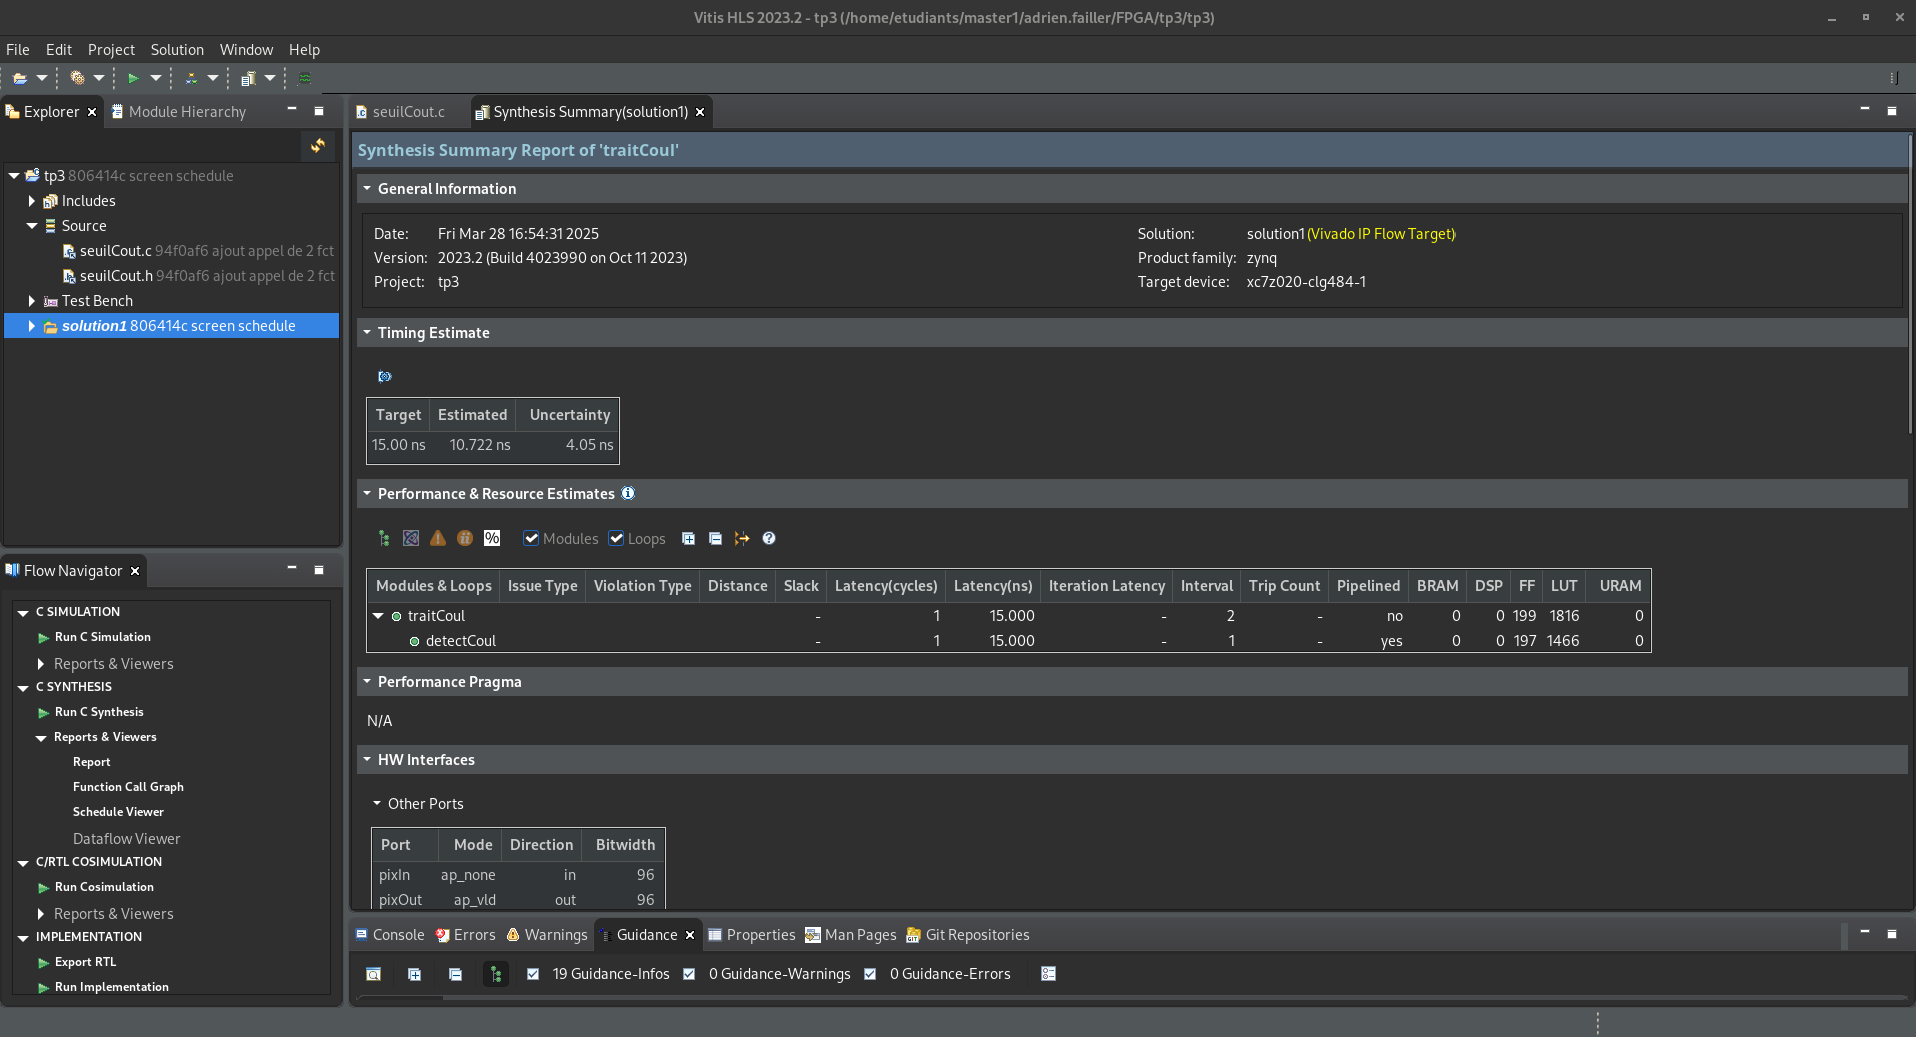 Vitis HLS 2023.2 - tp3 (/home/etudiants/master1/adrien.failler/FPGA/tp3/tp3)
File Edit Project Solution Window Help
Explorer Module Hierarchy
tp3 806414c screen schedule
Includes
Source
seuilCout.c 94f0af6 ajout appel de 2 fct
seuilCout.h 94f0af6 ajout appel de 2 fct
Test Bench
solution1 806414c screen schedule
Flow Navigator
C SIMULATION
Run C Simulation
Reports & Viewers
C SYNTHESIS
Run C Synthesis
Reports & Viewers
Report
Function Call Graph
Schedule Viewer
Dataflow Viewer
C/RTL COSIMULATION
Run Cosimulation
Reports & Viewers
IMPLEMENTATION
Export RTL
Run Implementation
seuilCout.c Synthesis Summary(solution1)
Synthesis Summary Report of 'traitCoul'
General Information
Date: Fri Mar 28 16:54:31 2025 Solution: solution1 (Vivado IP Flow Target)
Version: 2023.2 (Build 4023990 on Oct 11 2023) Product family: zynq
Project: tp3 Target device: xc7z020-clg484-1
Timing Estimate
Target Estimated Uncertainty
15.00 ns 10.722 ns 4.05 ns
Performance & Resource Estimates
% Modules Loops
Modules & Loops Issue Type Violation Type Distance Slack Latency(cycles) Latency(ns) Iteration Latency Interval Trip Count Pipelined BRAM DSP FF LUT URAM
traitCoul - 1 15.000 - 2 - no 0 0 199 1816 0
detectCoul - 1 15.000 - 1 - yes 0 0 197 1466 0
Performance Pragma
N/A
HW Interfaces
Other Ports
Port Mode Direction Bitwidth
pixIn ap_none in 96
pixOut ap_vld out 96
Console Errors Warnings Guidance Properties Man Pages Git Repositories
19 Guidance-Infos 0 Guidance-Warnings 0 Guidance-Errors